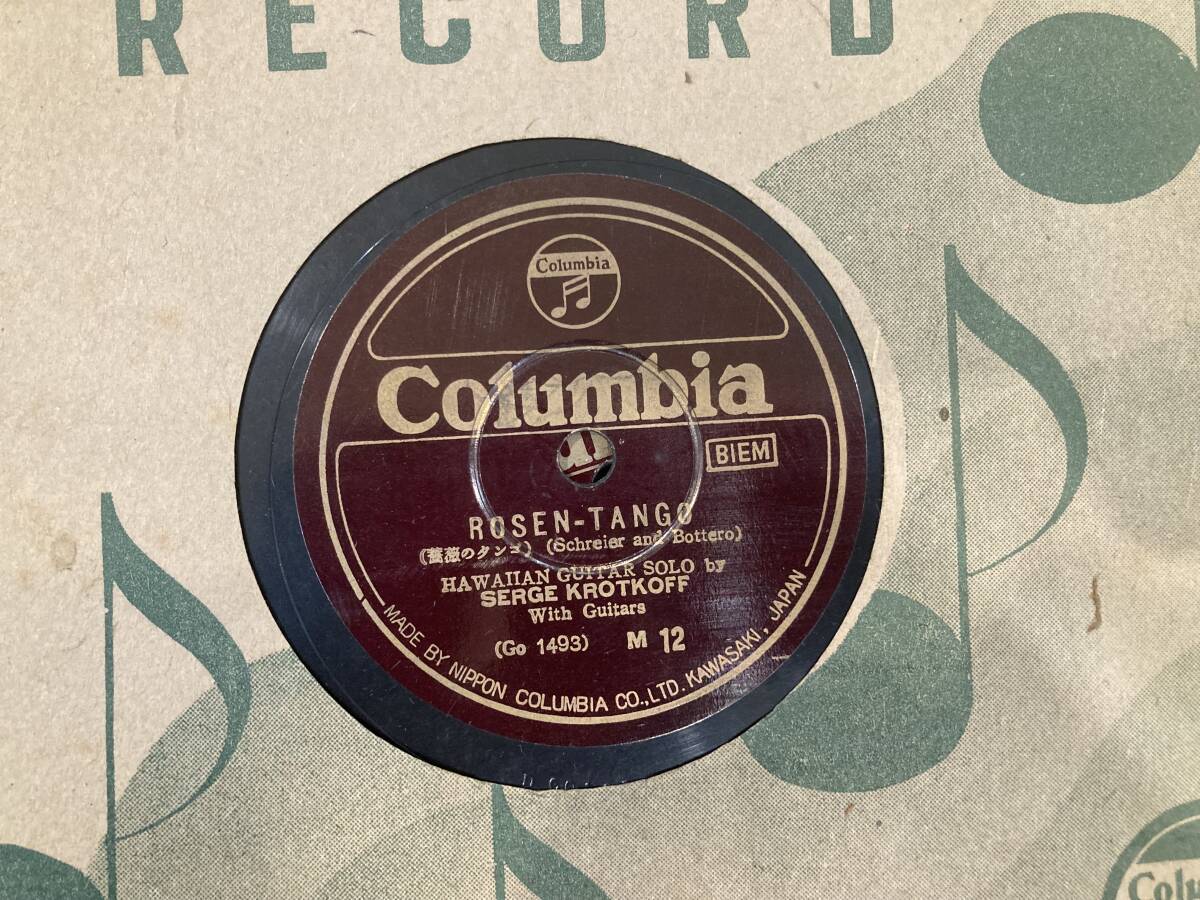 RECORD
Columbia
Columbia
BIEM
ROSEN-TANGO
(薔薇のタンゴ) (Schreier and Bottero)
HAWAIIAN GUITAR SOLO by
SERGE KROTKOFF
With Guitars
(Go 1493) M 12
MADE BY NIPPON COLUMBIA CO.,LTD. KAWASAKI, JAPAN
Colu